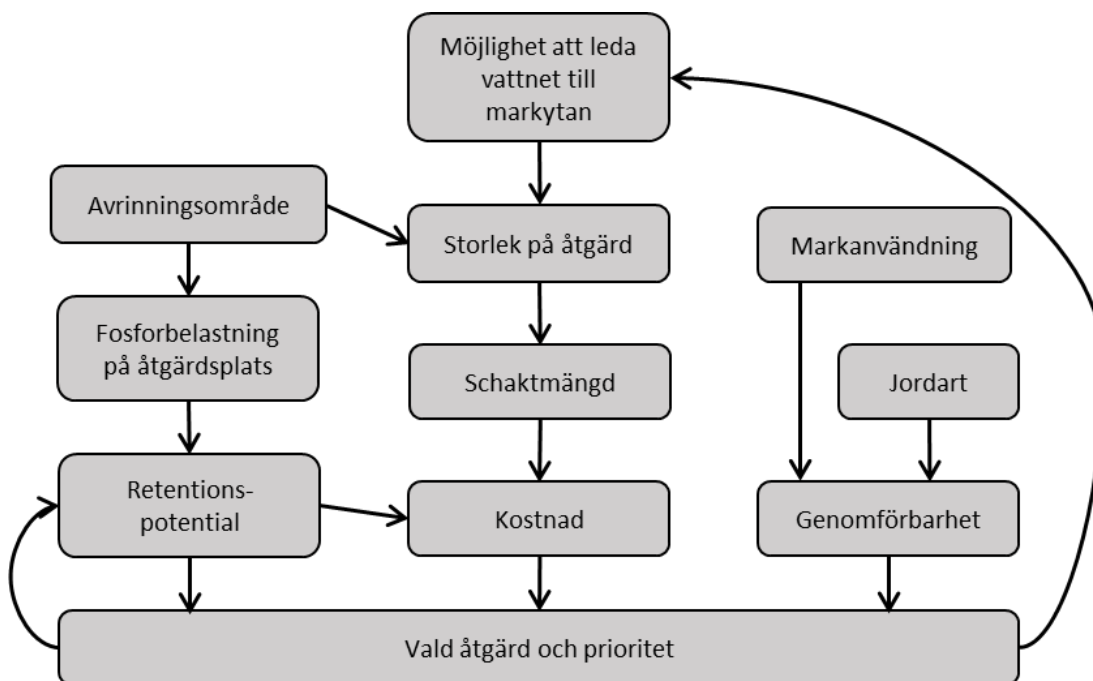 Möjlighet att leda
vattnet till
markytan
Avrinningsområde
Storlek på åtgärd
Markanvändning
Fosforbelastning
på åtgärdsplats
Schaktmängd
Jordart
Retentions-
potential
Kostnad
Genomförbarhet
Vald åtgärd och prioritet